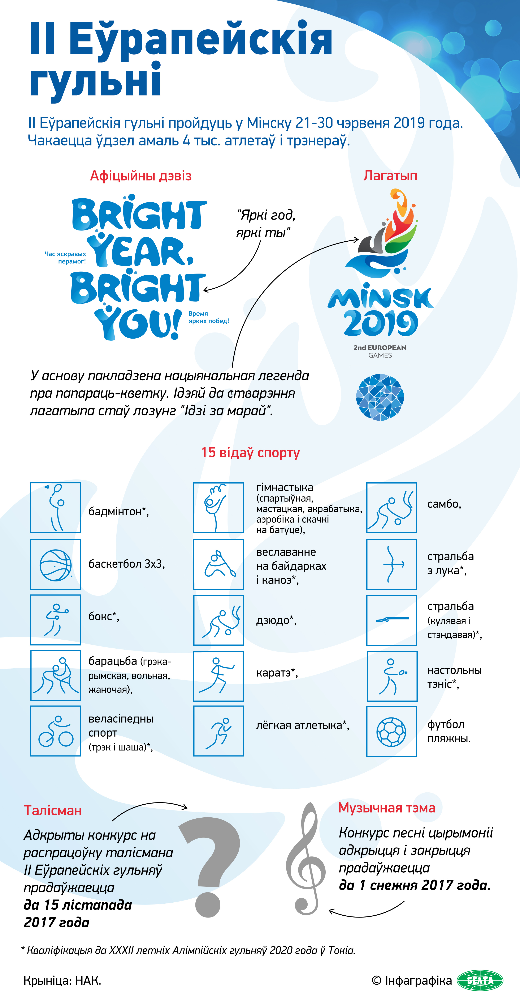 II Еўрапейскія
гульні
II Еўрапейскія гульні пройдуць у Мінску 21-30 чэрвеня 2019 года.
Чакаецца ўдзел амаль 4 тыс. атлетаў і трэнераў.
Афіцыйны дэвіз
BRIGHT
YEAR,
BRIGHT
YOU!
Час яскравых
перамог!
Время
ярких побед!
"Яркі год,
яркі ты"
Лагатып
MINSK
2019
2nd EUROPEAN
GAMES
У аснову пакладзена нацыянальная легенда
пра папараць-кветку. Ідэяй да стварэння
лагатыпа стаў лозунг "Ідзі за марай".
15 відаў спорту
бадмінтон*,
баскетбол 3х3,
бокс*,
барацьба (грэка-
рымская, вольная,
жаночая),
веласіпедны
спорт
(трэк і шаша)*,
гімнастыка
(спартыўная,
мастацкая, акрабатыка,
аэробіка і скачкі
на батуце),
веславанне
на байдарках
і каноэ*,
дзюдо*,
каратэ*,
лёгкая атлетыка*,
самбо,
стральба
з лука*,
стральба
(кулявая і
стэндавая)*,
настольны
тэніс*,
футбол
пляжны.
Талісман
Адкрыты конкурс на
распрацоўку талісмана
II Еўрапейскіх гульняў
прадаўжаецца
да 15 лістапада
2017 года
?
Музычная тэма
Конкурс песні цырымоніі
адкрыцця і закрыцця
прадаўжаецца
да 1 снежня 2017 года.
* Кваліфікацыя да XXXII летніх Алімпійскіх гульняў 2020 года ў Токіа.
Крыніца: НАК.
© Інфаграфіка БЕЛТА